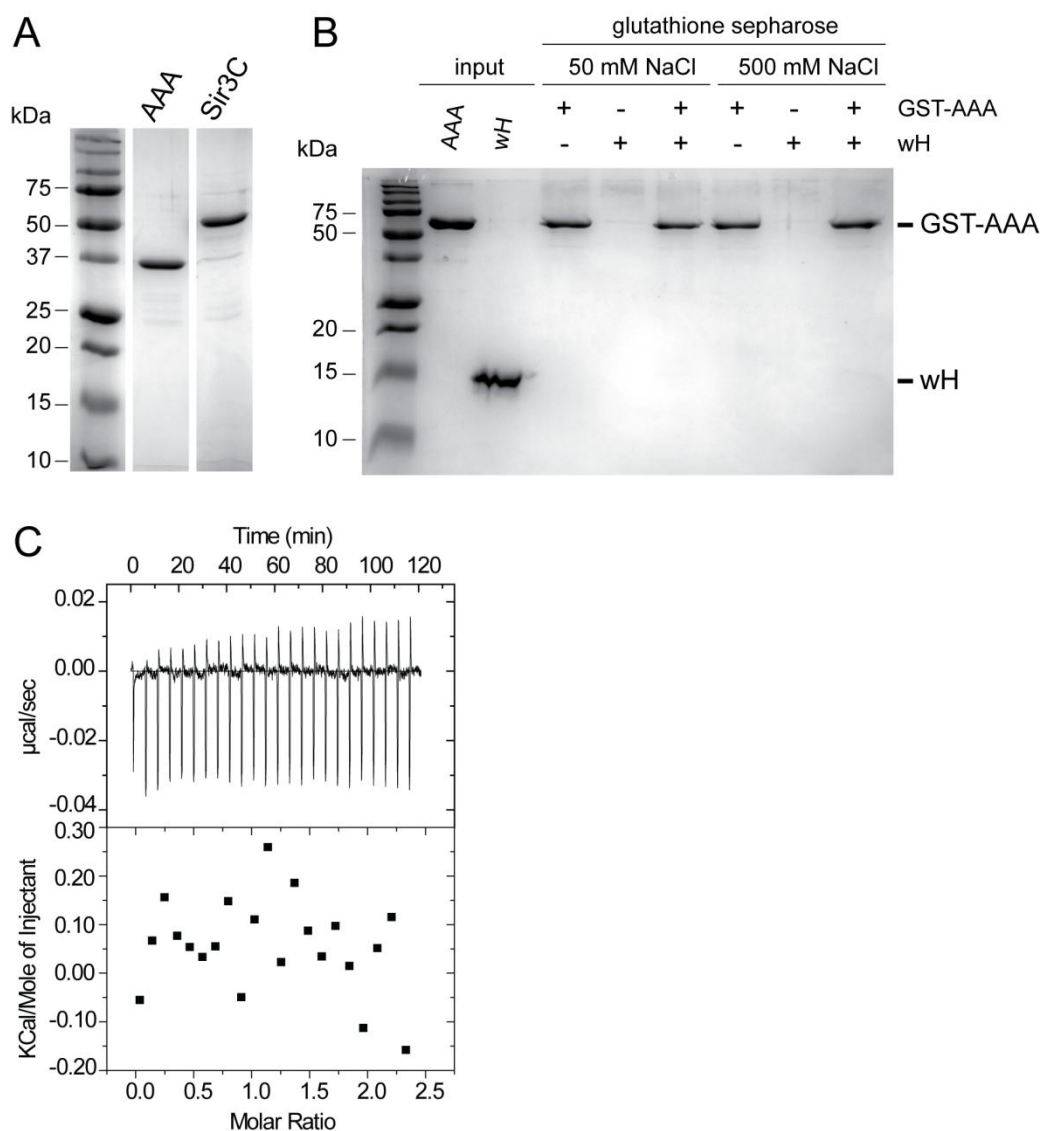 A
B
kDa
AAA
Sir3C
75
50
37
25
20
15
10
glutathione sepharose
input
50 mM NaCl
500 mM NaCl
AAA
wH
+ - + + - + GST-AAA
- + + - + + wH
kDa
75
50
20
15
10
GST-AAA
wH
C
Time (min)
0 20 40 60 80 100 120
0.02
0.00
-0.02
-0.04
µcal/sec
0.30
0.20
0.10
0.00
-0.10
-0.20
KCal/Mole of Injectant
0.0 0.5 1.0 1.5 2.0 2.5
Molar Ratio